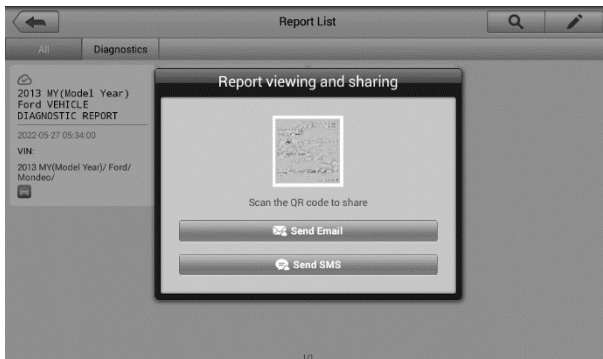 Report List
All
Diagnostics
2013 MY(Model Year)
Ford VEHICLE
DIAGNOSTIC REPORT
2022-05-27 05:34:00
VIN:
2013 MY(Model Year)/ Ford/
Mondeo/
Report viewing and sharing
Scan the QR code to share
Send Email
Send SMS
1/1